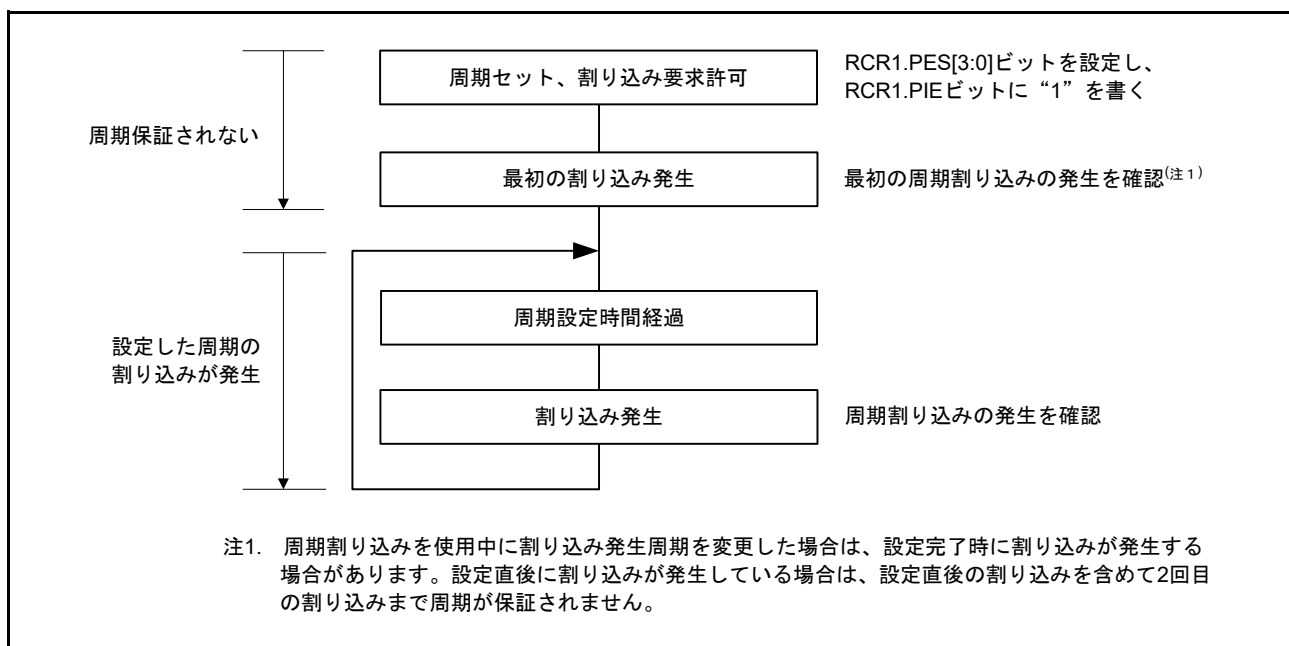 周期セット、割り込み要求許可
RCR1.PES[3:0]ビットを設定し、
RCR1.PIEビットに“1”を書く
周期保証されない
最初の割り込み発生
最初の周期割り込みの発生を確認(注1)
周期設定時間経過
設定した周期の
割り込みが発生
割り込み発生
周期割り込みの発生を確認
注1. 周期割り込みを使用中に割り込み発生周期を変更した場合は、設定完了時に割り込みが発生する
場合があります。設定直後に割り込みが発生している場合は、設定直後の割り込みを含めて2回目
の割り込みまで周期が保証されません。